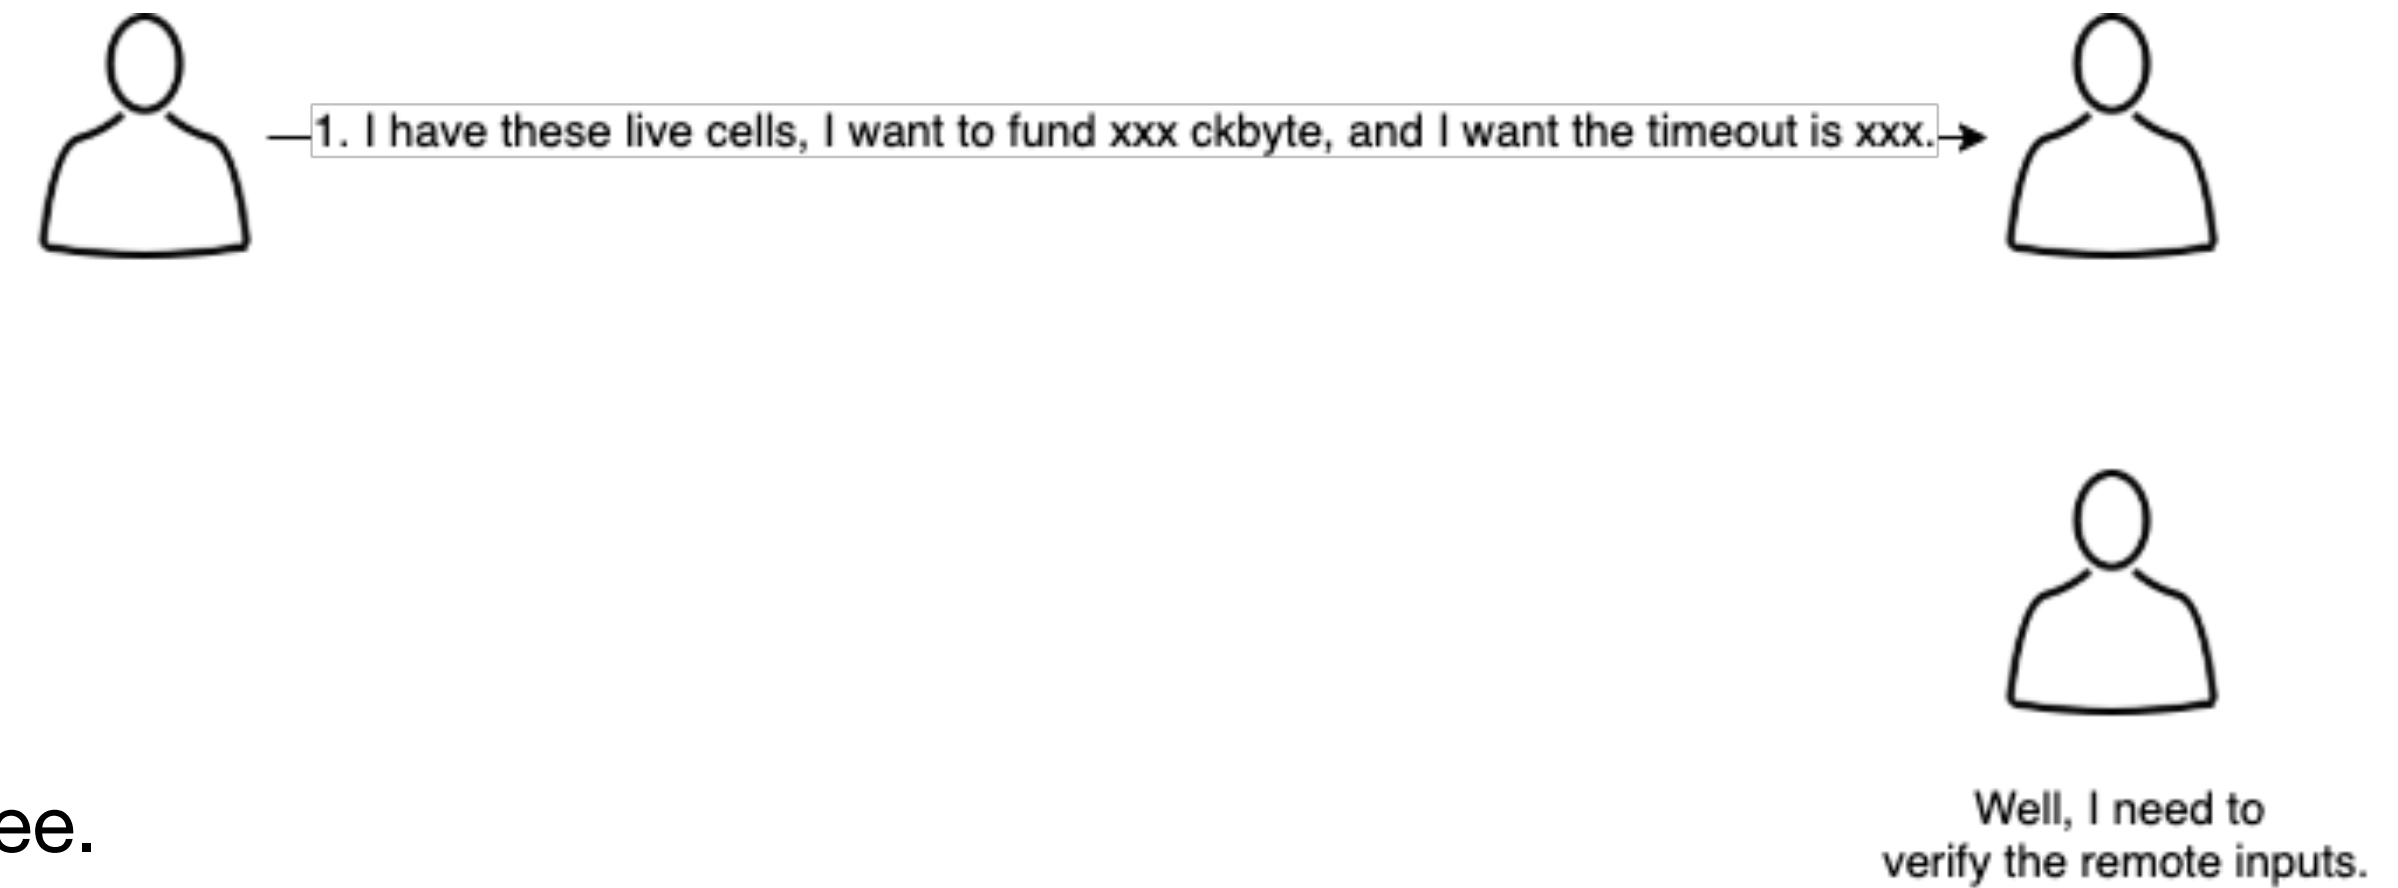 1. I have these live cells, I want to fund xxx ckbyte, and I want the timeout is xxx.
ee.
Well, I need to
verify the remote inputs.